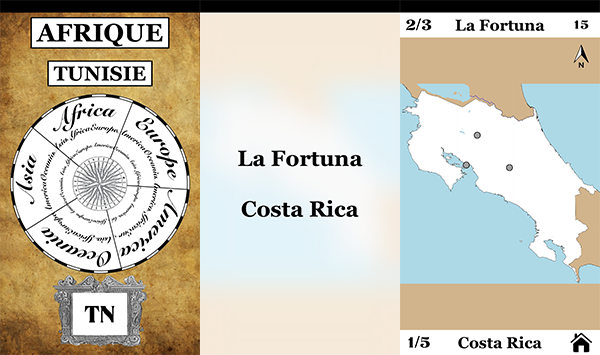 AFRIQUE
TUNISIE
Africa
Europe
America
Oceania
Asia
TN
La Fortuna
Costa Rica
2/3 La Fortuna 15
N
1/5 Costa Rica